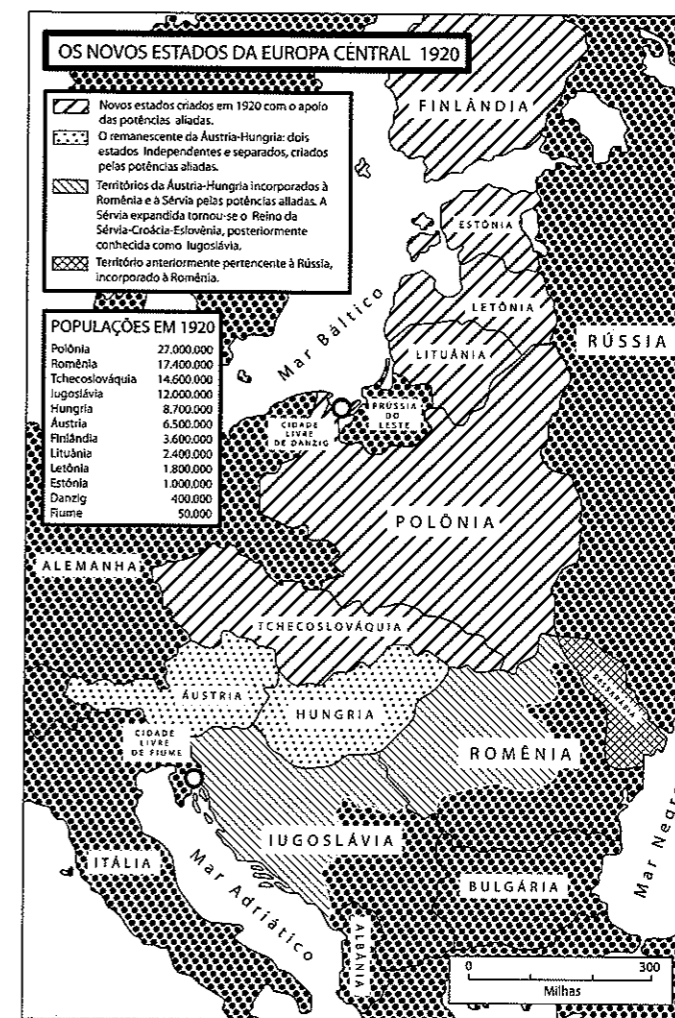 OS NOVOS ESTADOS DA EUROPA CENTRAL 1920
Novos estados criados em 1920 com o apoio
das potências aliadas.
O remanescente da Áustria-Hungria: dois
estados Independentes e separados, criados
pelas potências aliadas.
Territórios da Áustria-Hungria incorporados à
Romênia e à Sérvia pelas potências aliadas. A
Sérvia expandida tornou-se o Reino da
Sérvia-Croácia-Eslovênia, posteriormente
conhecida como Iugoslávia.
Território anteriormente pertencente à Rússia,
incorporado à Romênia.
POPULAÇÕES EM 1920
Polônia 27.000.000
Romênia 17.400.000
Tchecoslováquia 14.600.000
Iugoslávia 12.000.000
Hungria 8.700.000
Áustria 6.500.000
Finlândia 3.600.000
Lituânia 2.400.000
Letônia 1.800.000
Estônia 1.000.000
Danzig 400.000
Fiume 50.000
FINLÂNDIA
ESTÔNIA
LETÔNIA
RÚSSIA
LITUÂNIA
Mar Báltico
PRÚSSIA
DO
LESTE
CIDADE
LIVRE
DE DANZIG
POLÔNIA
ALEMANHA
TCHECOSLOVÁQUIA
ÁUSTRIA
HUNGRIA
CIDADE
LIVRE
DE FIUME
ROMÊNIA
IUGOSLÁVIA
ITÁLIA
Mar Adriático
BULGÁRIA
Mar Negro
ALBÂNIA
0 300
Milhas